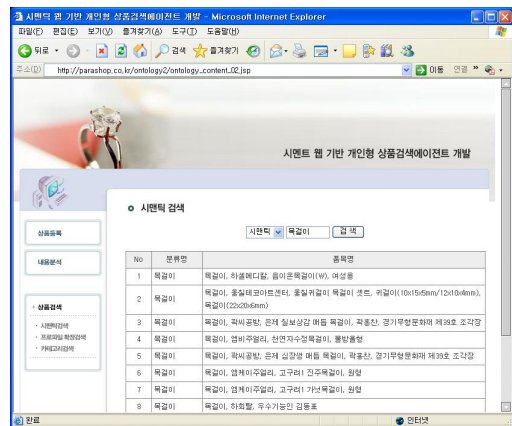 시멘틱 웹 기반 개인형 상품검색에이전트 개발 - Microsoft Internet Explorer
파일(F) 편집(E) 보기(V) 즐겨찾기(A) 도구(T) 도움말(H)
뒤로 검색 즐겨찾기
주소(D) http://parashop.co.kr/ontology2/ontology_content_02.jsp 이동 연결 »
시멘트 웹 기반 개인형 상품검색에이전트 개발
시맨틱 검색
상품등록
내용분석
상품검색
· 시맨틱검색
· 프로파일 확장검색
· 카테고리검색
시맨틱 목걸이 검 색
No 분류명 품목명
1 목걸이 목걸이, 하셀메디칼, 음이온목걸이(W), 여성용
2 목걸이 목걸이, 옻칠테코아트센터, 옻칠귀걸이 목걸이 셋트, 귀걸이(10x15x5mm/12x10x4mm), 목걸이(22x20x6mm)
3 목걸이 목걸이, 곽씨공방, 은제 칠보상감 매듭 목걸이, 곽홍찬, 경기무형문화재 제39호 조각장
4 목걸이 목걸이, 엠비주얼리, 천연자수정목걸이, 물방울형
5 목걸이 목걸이, 곽씨공방, 은제 십장생 매듭 목걸이, 곽홍찬, 경기무형문화재 제39호 조각장
6 목걸이 목걸이, 엠케이주얼리, 고구려1 진주목걸이, 원형
7 목걸이 목걸이, 엠케이주얼리, 고구려1 가넷목걸이, 원형
8 목걸이 목걸이, 하회탈, 우수기능인 김동표
완료 인터넷